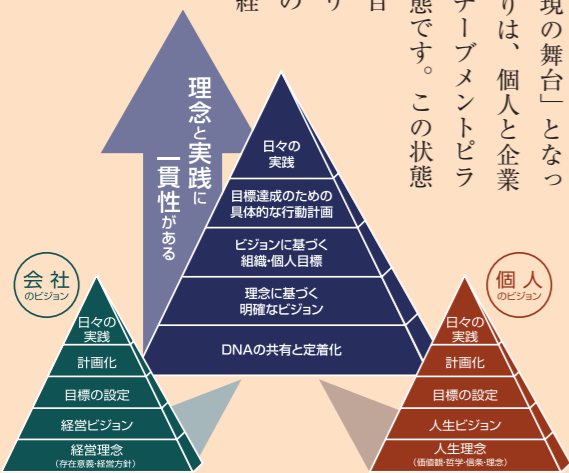 現の舞台」となっ
りは、個人と企業
ナーブメントピラ
態です。この状態
理念と実践に
一貫性がある
日々の
実践
目標達成のための
具体的な行動計画
ビジョンに基づく
組織・個人目標
理念に基づく
明確なビジョン
DNAの共有と定着化
会社
のビジョン
日々の
実践
計画化
目標の設定
経営ビジョン
経営理念
(存在意義・経営方針)
個人
のビジョン
日々の
実践
計画化
目標の設定
人生ビジョン
人生理念
(価値観・哲学・信条・理念)